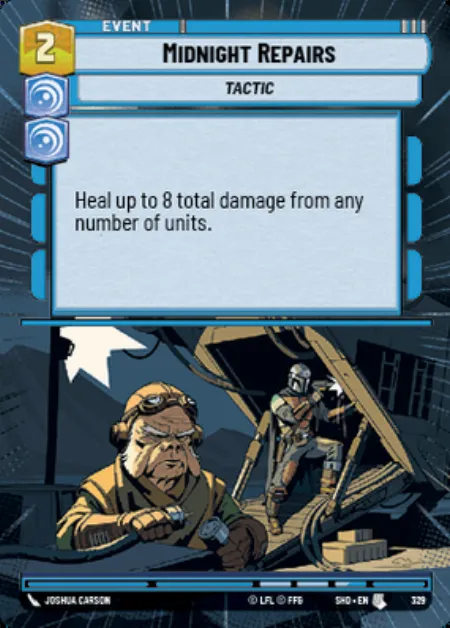 EVENT
2
MIDNIGHT REPAIRS
TACTIC
Heal up to 8 total damage from any
number of units.
JOSHUA CARSON
© LFL © FFG
SHD • EN
329